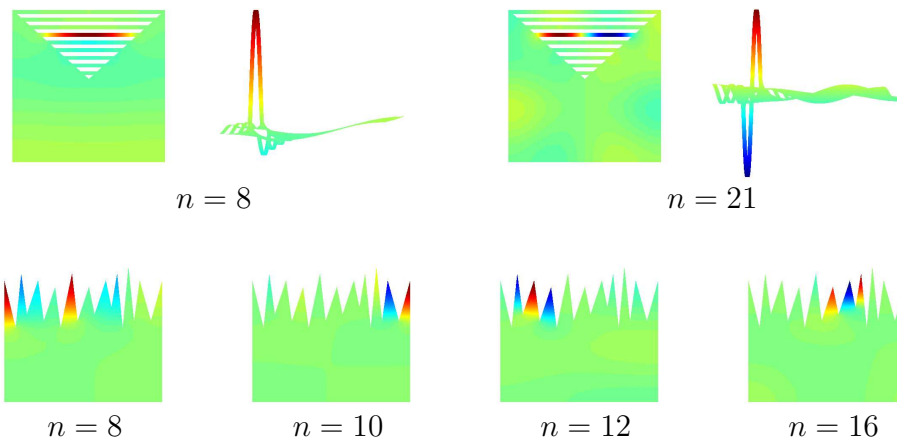 n = 8 n = 21
n = 8 n = 10 n = 12 n = 16